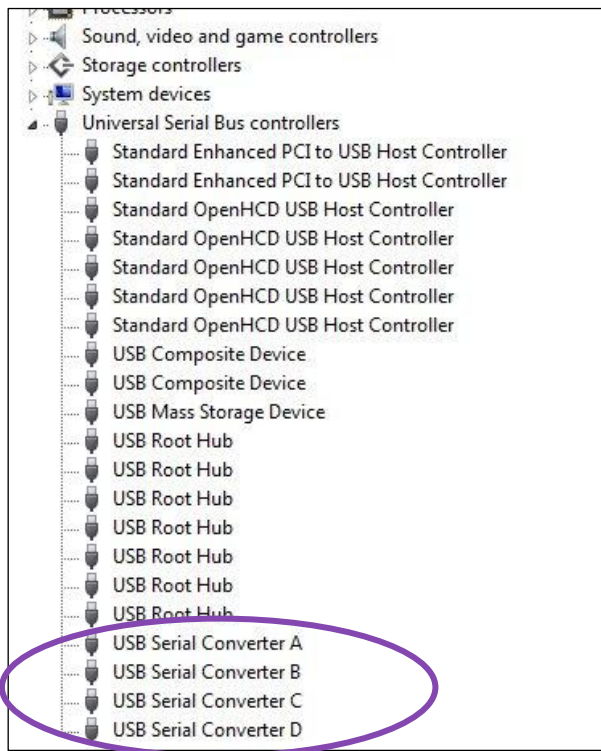 Processors
Sound, video and game controllers
Storage controllers
System devices
Universal Serial Bus controllers
Standard Enhanced PCI to USB Host Controller
Standard Enhanced PCI to USB Host Controller
Standard OpenHCD USB Host Controller
Standard OpenHCD USB Host Controller
Standard OpenHCD USB Host Controller
Standard OpenHCD USB Host Controller
Standard OpenHCD USB Host Controller
USB Composite Device
USB Composite Device
USB Mass Storage Device
USB Root Hub
USB Root Hub
USB Root Hub
USB Root Hub
USB Root Hub
USB Root Hub
USB Root Hub
USB Serial Converter A
USB Serial Converter B
USB Serial Converter C
USB Serial Converter D